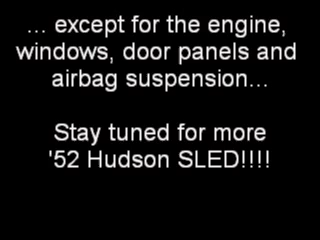 ... except for the engine,
windows, door panels and
airbag suspension...
Stay tuned for more
'52 Hudson SLED!!!!